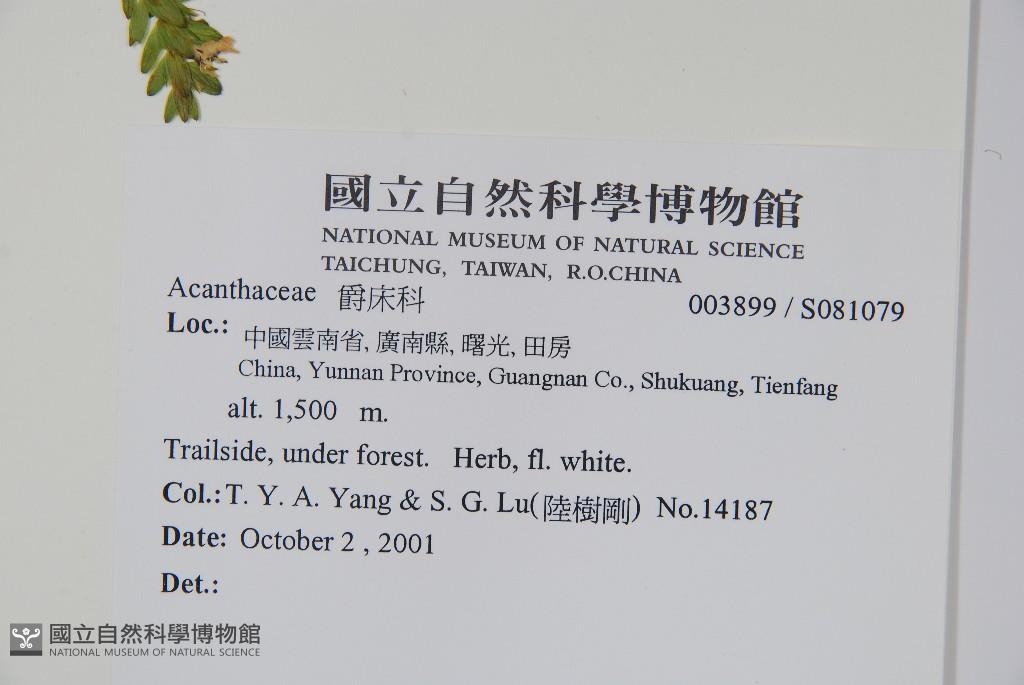 國立自然科學博物館
NATIONAL MUSEUM OF NATURAL SCIENCE
TAICHUNG, TAIWAN, R.O.CHINA
Acanthaceae 爵床科 003899 / S081079
Loc.: 中國雲南省, 廣南縣, 曙光, 田房
China, Yunnan Province, Guangnan Co., Shukuang, Tienfang
alt. 1,500 m.
Trailside, under forest. Herb, fl. white.
Col.: T. Y. A. Yang & S. G. Lu(陸樹剛) No.14187
Date: October 2 , 2001
Det.:
國立自然科學博物館
NATIONAL MUSEUM OF NATURAL SCIENCE